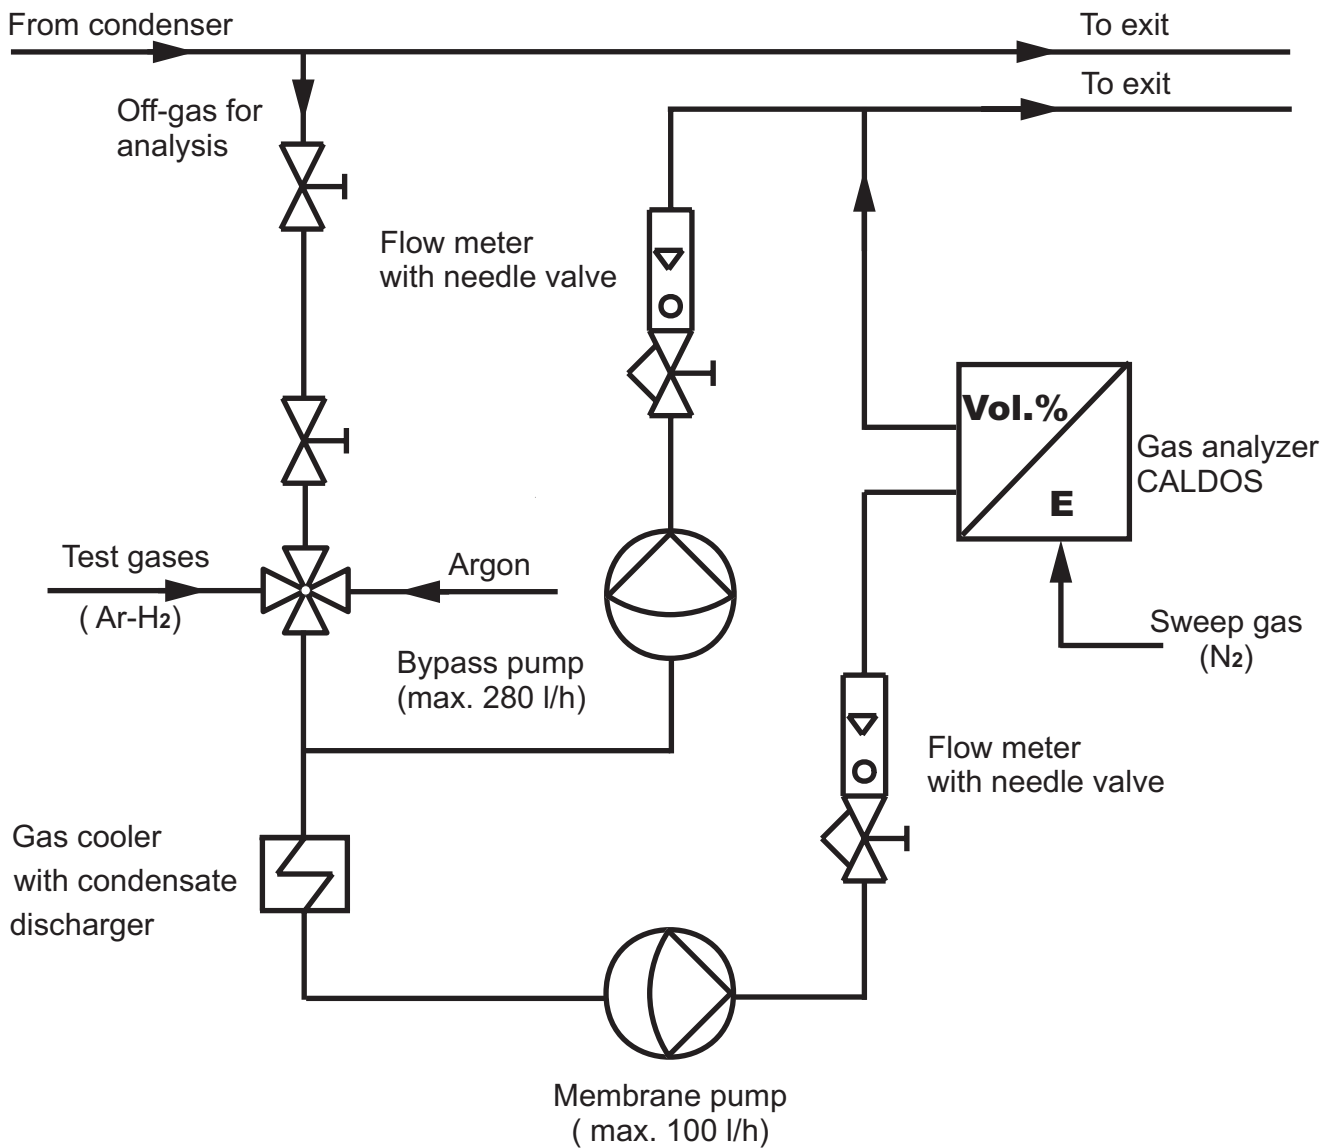 From condenser
To exit
To exit
Off-gas for
analysis
Flow meter
with needle valve
Vol.%
E
Gas analyzer
CALDOS
Test gases
( Ar-H2)
Argon
Sweep gas
(N2)
Bypass pump
(max. 280 l/h)
Flow meter
with needle valve
Gas cooler
with condensate
discharger
Membrane pump
( max. 100 l/h)